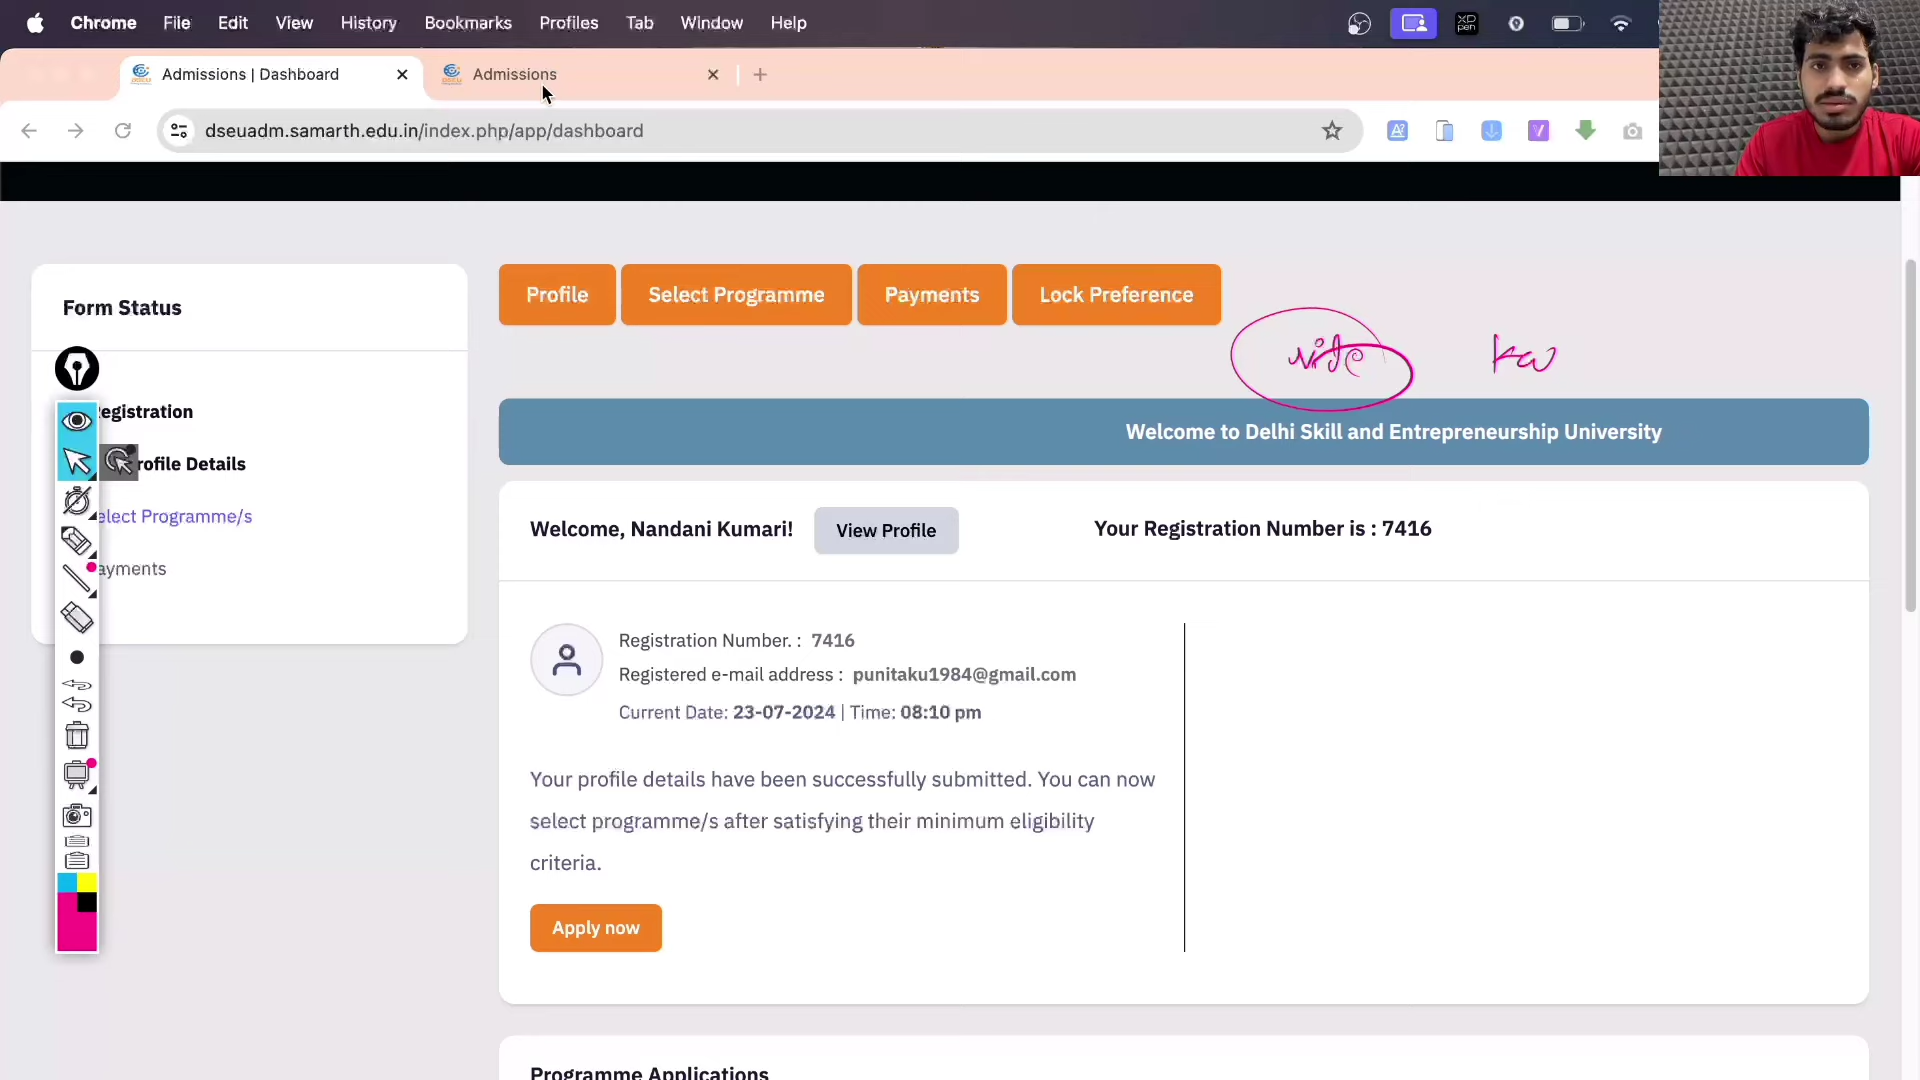 Chrome File Edit View History Bookmarks Profiles Tab Window Help
XD
pen
Admissions | Dashboard Admissions
dseuadm.samarth.edu.in/index.php/app/dashboard
Profile Select Programme Payments Lock Preference
Form Status
egistration
rofile Details
elect Programme/s
ayments
Welcome to Delhi Skill and Entrepreneurship University
Welcome, Nandani Kumari! View Profile Your Registration Number is : 7416
Registration Number. : 7416
Registered e-mail address : punitaku1984@gmail.com
Current Date: 23-07-2024 | Time: 08:10 pm
Your profile details have been successfully submitted. You can now
select programme/s after satisfying their minimum eligibility
criteria.
Apply now
Programme Applications